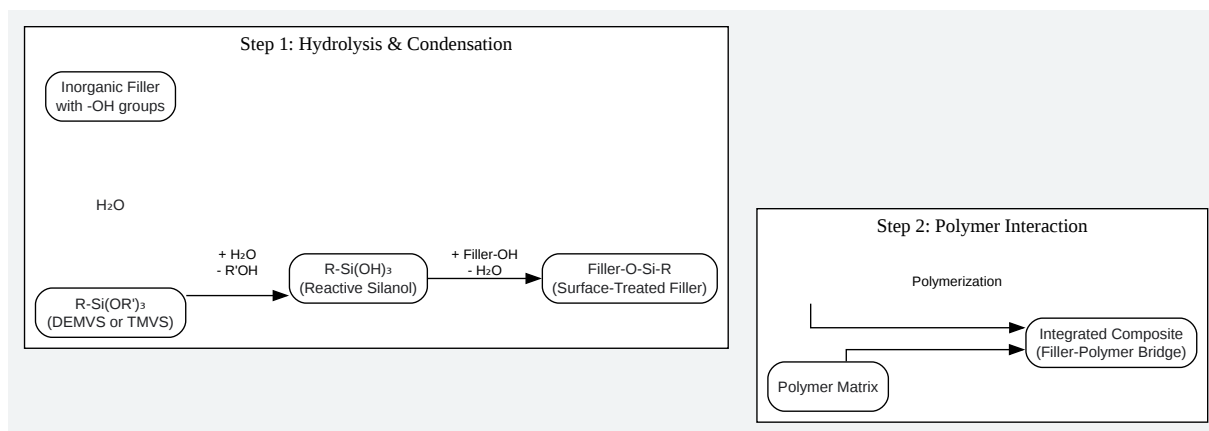 Step 1: Hydrolysis & Condensation
Inorganic Filler
with -OH groups
H₂O
R-Si(OR')₃
(DEMVS or TMVS)
+ H₂O
- R'OH
R-Si(OH)₃
(Reactive Silanol)
+ Filler-OH
- H₂O
Filler-O-Si-R
(Surface-Treated Filler)
Step 2: Polymer Interaction
Polymerization
Polymer Matrix
Integrated Composite
(Filler-Polymer Bridge)